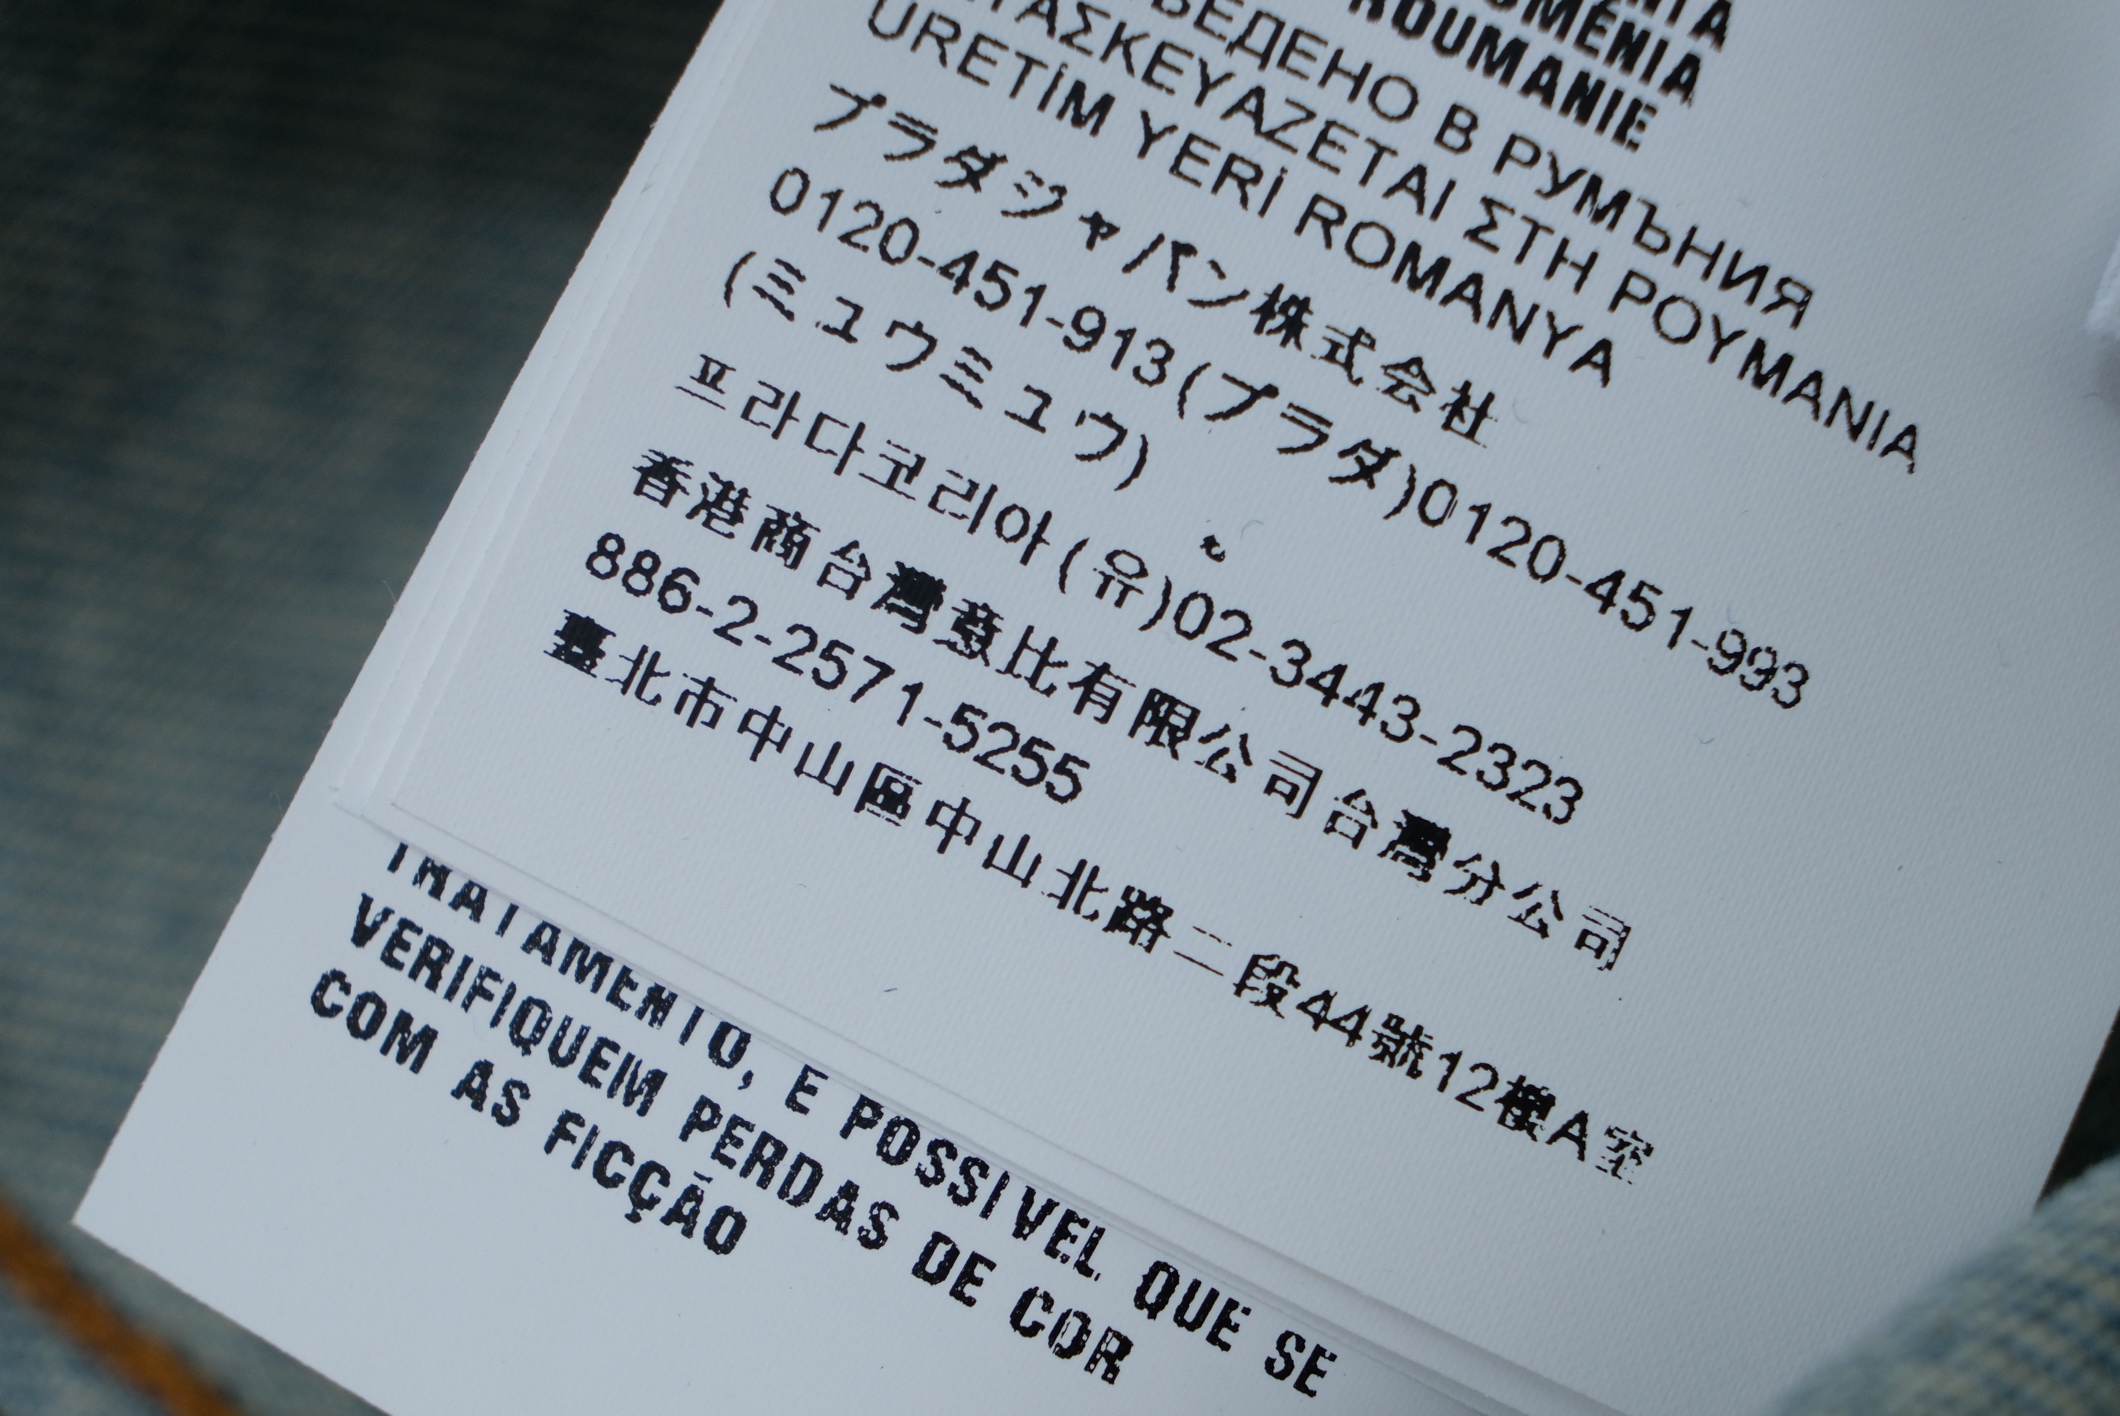 ROUMANIE
В РУМЪНИЯ
ΣΤΗ ΡΟΥΜΑΝΙΑ
URETİM YERİ ROMANYA
プラダジャパン株式会社
0120-451-913(プラダ)0120-451-993
(ミュウミュウ)
프라다코리아(유)02-3443-2323
香港商台灣意比有限公司台灣分公司
886-2-2571-5255
臺北市中山區中山北路二段44號12樓A室
TRATAMENTO, E POSSIVEL QUE SE
VERIFIQUEM PERDAS DE COR
COM AS FICÇÃO